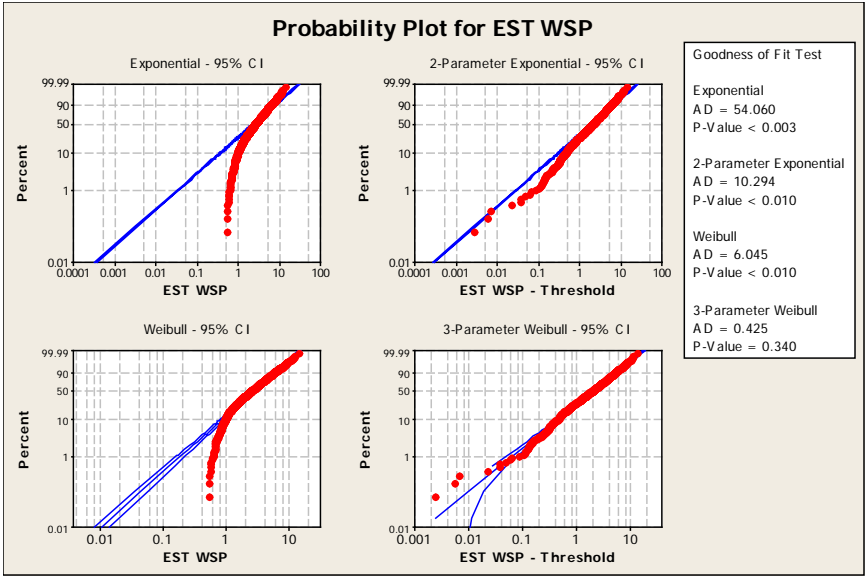 Probability Plot for EST WSP
Exponential - 95% CI
99.99
90
50
10
1
0.01
Percent
0.0001 0.001 0.01 0.1 1 10 100
EST WSP
2-Parameter Exponential - 95% CI
99.99
90
50
10
1
0.01
Percent
0.0001 0.001 0.01 0.1 1 10 100
EST WSP - Threshold
Weibull - 95% CI
99.99
90
50
10
1
0.01
Percent
0.01 0.1 1 10
EST WSP
3-Parameter Weibull - 95% CI
99.99
90
50
10
1
0.01
Percent
0.01 0.1 1 10
EST WSP - Threshold
Goodness of Fit Test
Exponential
AD = 54.060
P-Value < 0.003
2-Parameter Exponential
AD = 10.294
P-Value < 0.010
Weibull
AD = 6.045
P-Value < 0.010
3-Parameter Weibull
AD = 0.425
P-Value = 0.340